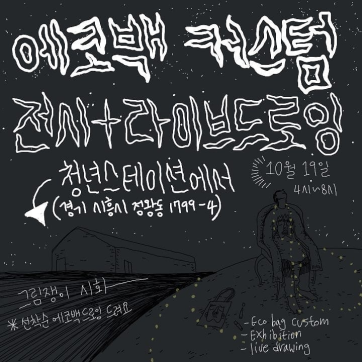 에코백 커스텀
전시+라이브드로잉
청년스테이션에서
(경기 시흥시 정왕동 1799-4)
10월 19일
4시~8시
그림쟁이 시화
※ 선착순 에코백드로잉 드려요
- Eco bag custom
- Exhibition
- live drawing